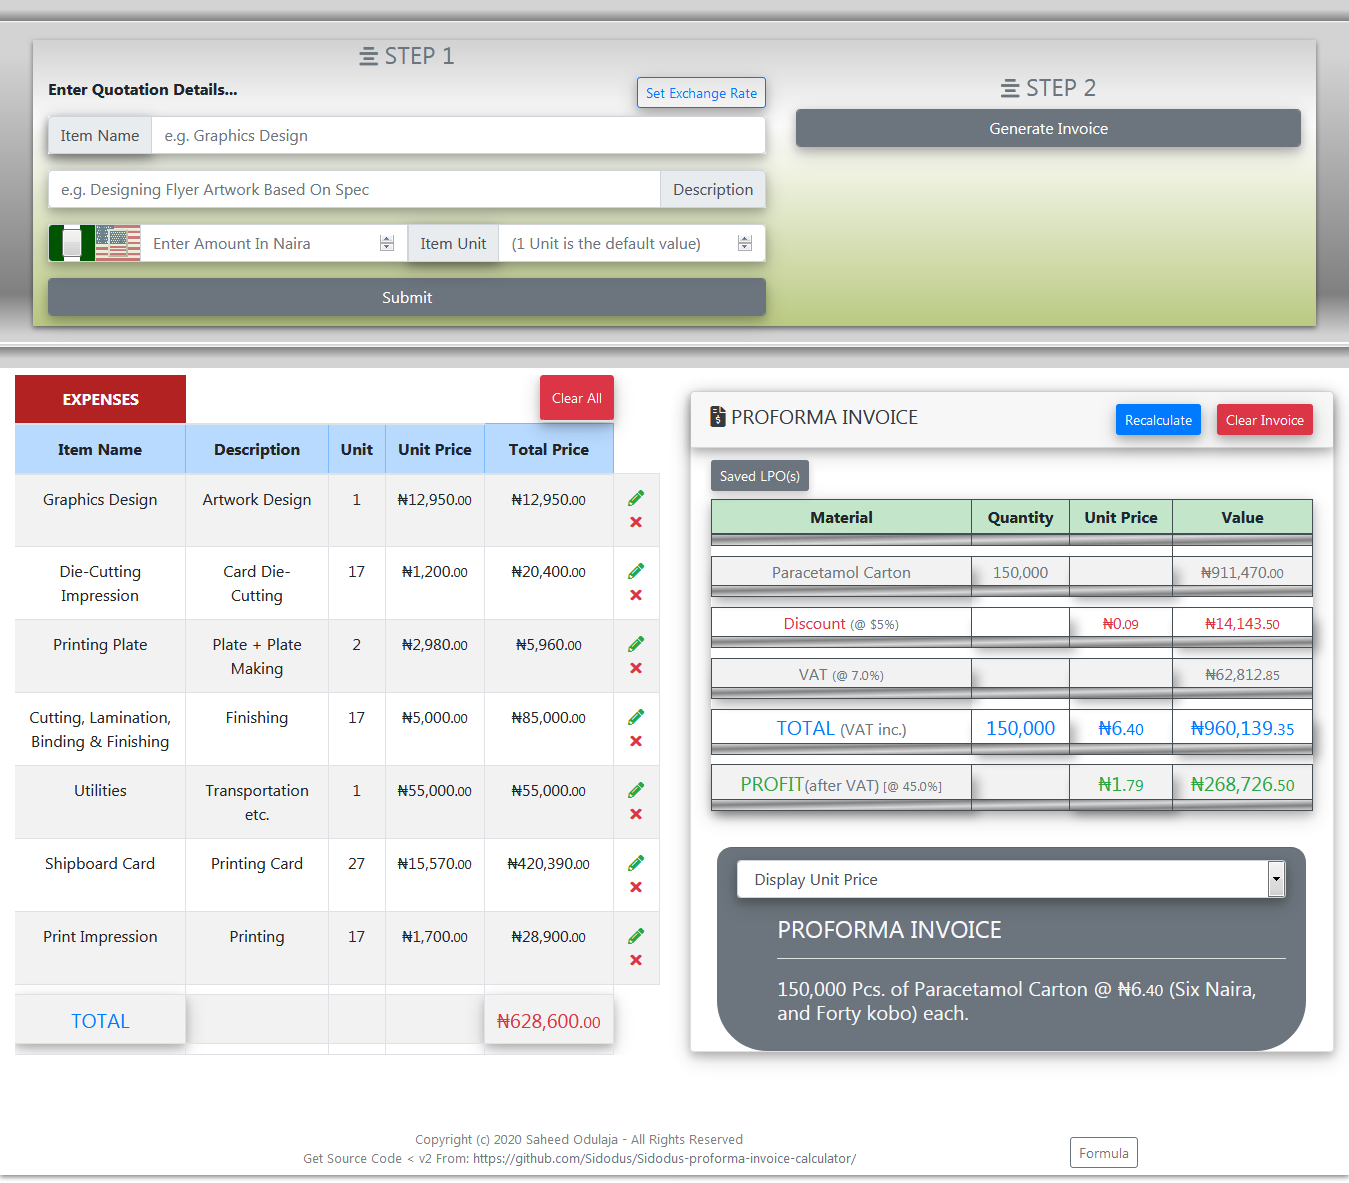 STEP 1
Enter Quotation Details...
Set Exchange Rate
Item Name
e.g. Graphics Design
e.g. Designing Flyer Artwork Based On Spec
Description
Enter Amount In Naira
Item Unit
(1 Unit is the default value)
Submit
STEP 2
Generate Invoice
EXPENSES
Clear All
Item Name Description Unit Unit Price Total Price
Graphics Design Artwork Design 1 ₦12,950.00 ₦12,950.00
Die-Cutting Card Die- 17 ₦1,200.00 ₦20,400.00
Impression Cutting
Printing Plate Plate + Plate 2 ₦2,980.00 ₦5,960.00
Making
Cutting, Lamination, Finishing 17 ₦5,000.00 ₦85,000.00
Binding & Finishing
Utilities Transportation 1 ₦55,000.00 ₦55,000.00
etc.
Shipboard Card Printing Card 27 ₦15,570.00 ₦420,390.00
Print Impression Printing 17 ₦1,700.00 ₦28,900.00
TOTAL ₦628,600.00
PROFORMA INVOICE
Recalculate
Clear Invoice
Saved LPO(s)
Material Quantity Unit Price Value
Paracetamol Carton 150,000 ₦911,470.00
Discount (@ $5%) ₦0.09 ₦14,143.50
VAT (@ 7.0%) ₦62,812.85
TOTAL (VAT inc.) 150,000 ₦6.40 ₦960,139.35
PROFIT(after VAT) [@ 45.0%] ₦1.79 ₦268,726.50
Display Unit Price
PROFORMA INVOICE
150,000 Pcs. of Paracetamol Carton @ ₦6.40 (Six Naira,
and Forty kobo) each.
Copyright (c) 2020 Saheed Odulaja - All Rights Reserved
Get Source Code < v2 From: https://github.com/Sidodus/Sidodus-proforma-invoice-calculator/
Formula